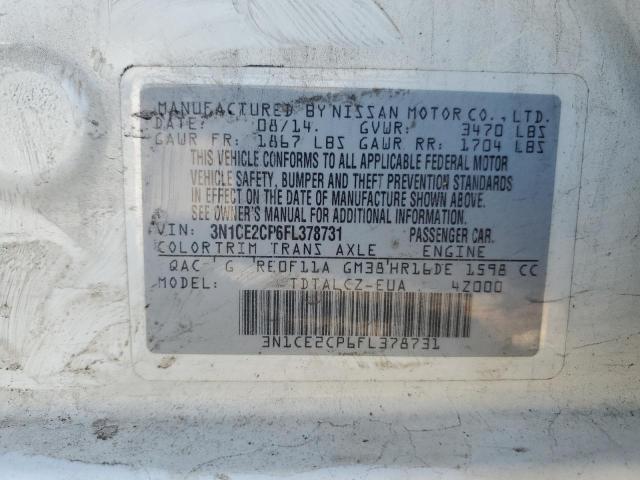 MANUFACTURED BY NISSAN MOTOR CO., LTD.
DATE: 08/14. GVWR: 3470 LBS
GAWR FR: 1867 LBS GAWR RR: 1704 LBS
THIS VEHICLE CONFORMS TO ALL APPLICABLE FEDERAL MOTOR
VEHICLE SAFETY, BUMPER AND THEFT PREVENTION STANDARDS
IN EFFECT ON THE DATE OF MANUFACTURE SHOWN ABOVE.
SEE OWNER'S MANUAL FOR ADDITIONAL INFORMATION.
VIN: 3N1CE2CP6FL378731 PASSENGER CAR.
COLOR TRIM TRANS AXLE ENGINE
QAC G RE0F11A GM38 HR16DE 1598 CC
MODEL: TDTALCZ-EUA 4Z000
3N1CE2CP6FL378731